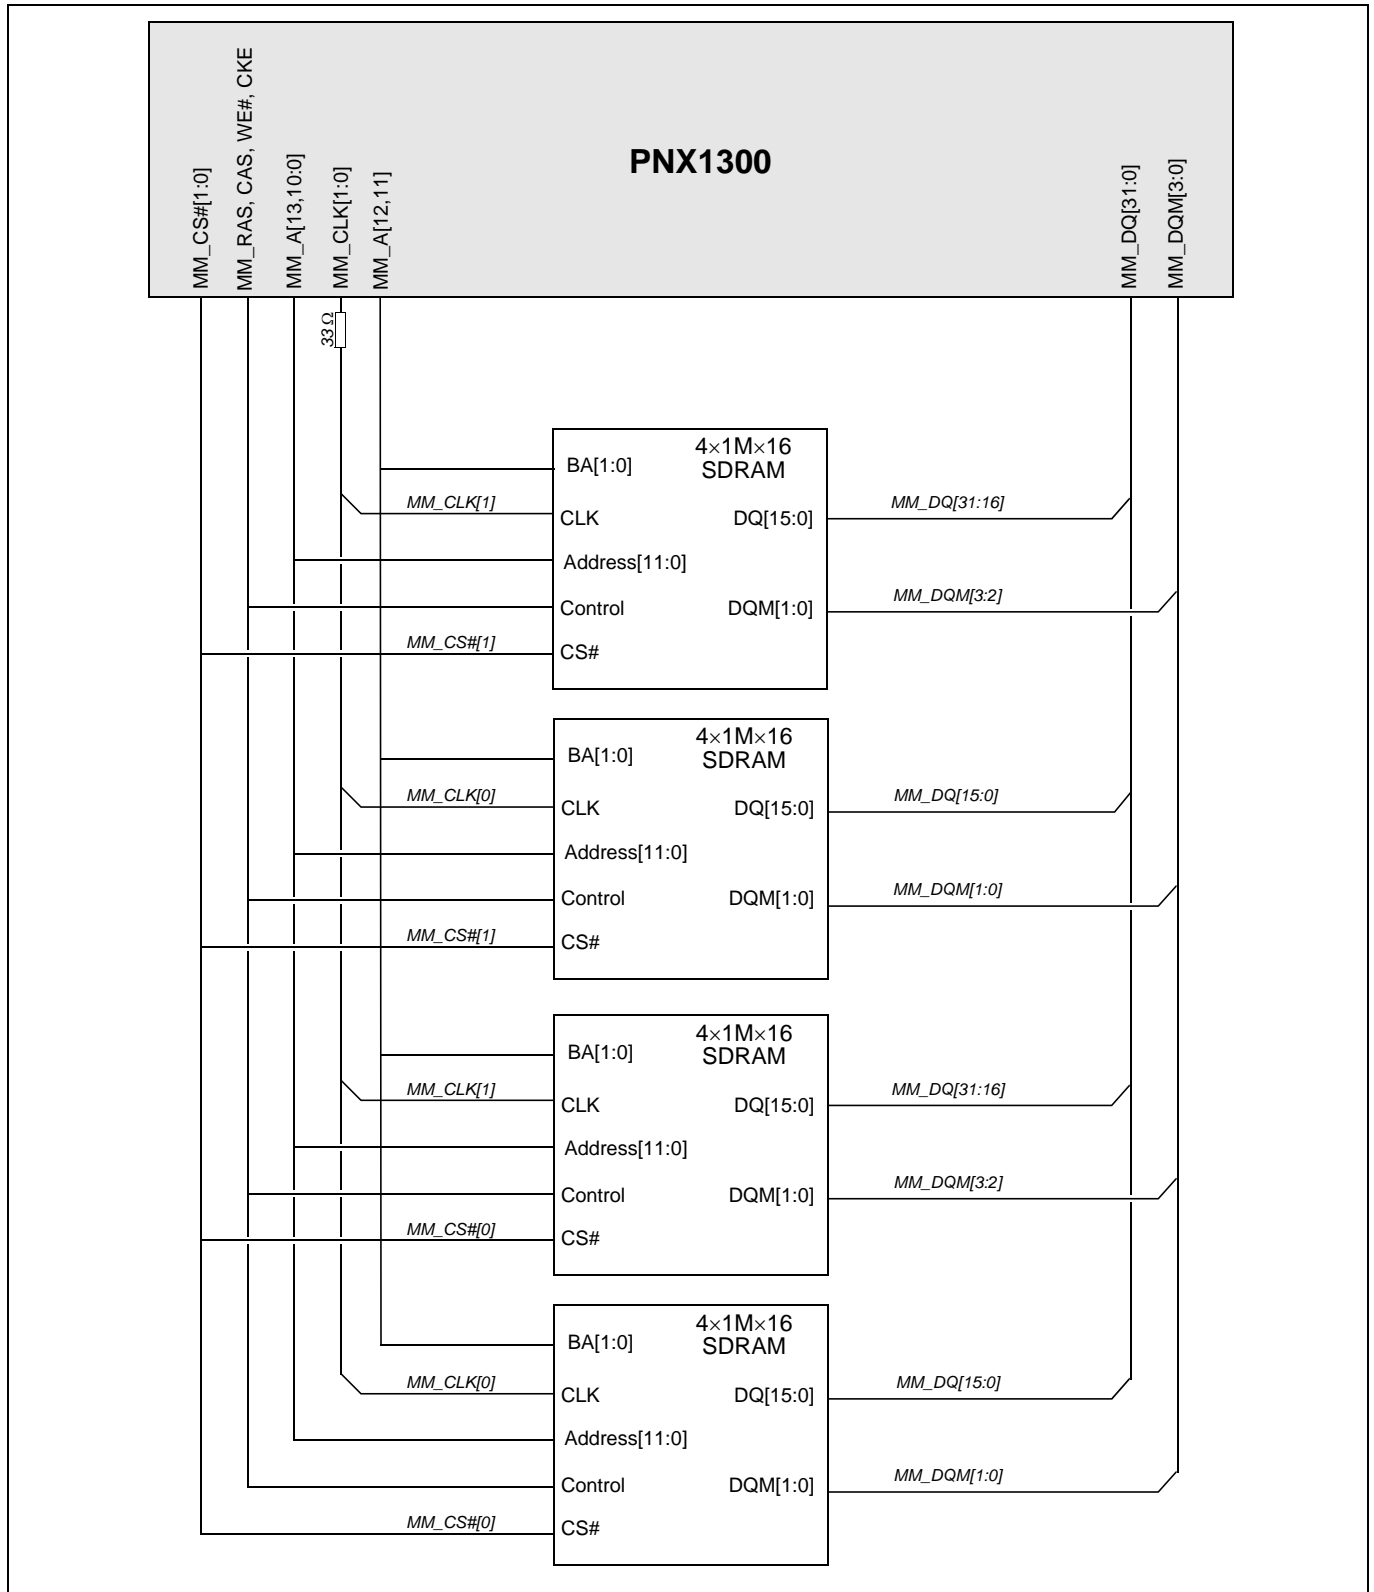 PNX1300
MM_CS#[1:0]
MM_RAS, CAS, WE#, CKE
MM_A[13,10:0]
MM_CLK[1:0]
MM_A[12,11]
MM_DQ[31:0]
MM_DQM[3:0]
33 Ω
4×1M×16
SDRAM
BA[1:0]
MM_CLK[1]
CLK
DQ[15:0]
MM_DQ[31:16]
Address[11:0]
Control
DQM[1:0]
MM_DQM[3:2]
MM_CS#[1]
CS#
4×1M×16
SDRAM
BA[1:0]
MM_CLK[0]
CLK
DQ[15:0]
MM_DQ[15:0]
Address[11:0]
Control
DQM[1:0]
MM_DQM[1:0]
MM_CS#[1]
CS#
4×1M×16
SDRAM
BA[1:0]
MM_CLK[1]
CLK
DQ[15:0]
MM_DQ[31:16]
Address[11:0]
Control
DQM[1:0]
MM_DQM[3:2]
MM_CS#[0]
CS#
4×1M×16
SDRAM
BA[1:0]
MM_CLK[0]
CLK
DQ[15:0]
MM_DQ[15:0]
Address[11:0]
Control
DQM[1:0]
MM_DQM[1:0]
MM_CS#[0]
CS#